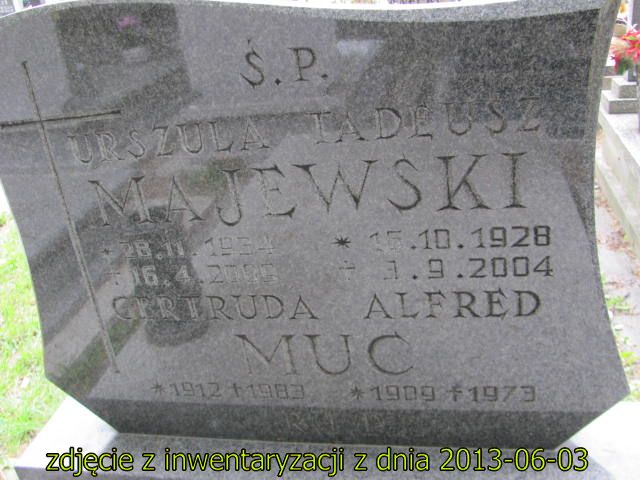 Ś.P.
URSZULA TADEUSZ
MAJEWSKI
* 28.11.1934 * 15.10.1928
+ 16.4. + 3.9.2004
GERTRUDA ALFRED
MUC
*1912 +1983 *1909 +1973
zdjęcie z inwentaryzacji z dnia 2013-06-03